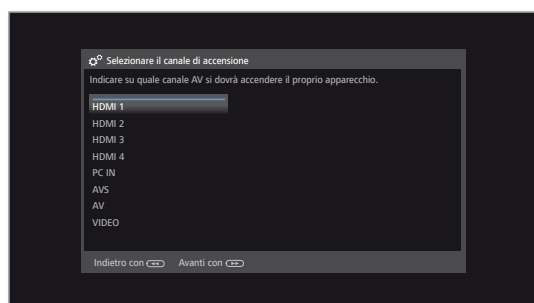 Selezionare il canale di accensione
Indicare su quale canale AV si dovrà accendere il proprio apparecchio.
HDMI 1
HDMI 2
HDMI 3
HDMI 4
PC IN
AVS
AV
VIDEO
Indietro con Avanti con